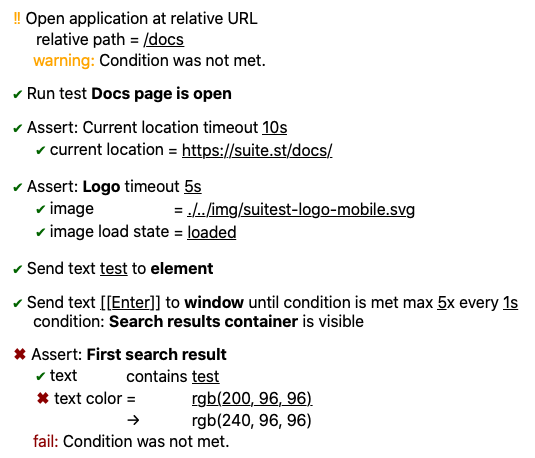 !! Open application at relative URL
relative path = /docs
warning: Condition was not met.
✔ Run test Docs page is open
✔ Assert: Current location timeout 10s
✔ current location = https://suite.st/docs/
✔ Assert: Logo timeout 5s
✔ image = ./../img/suitest-logo-mobile.svg
✔ image load state = loaded
✔ Send text test to element
✔ Send text [[Enter]] to window until condition is met max 5x every 1s
condition: Search results container is visible
✖ Assert: First search result
✔ text contains test
✖ text color = rgb(200, 96, 96)
→ rgb(240, 96, 96)
fail: Condition was not met.